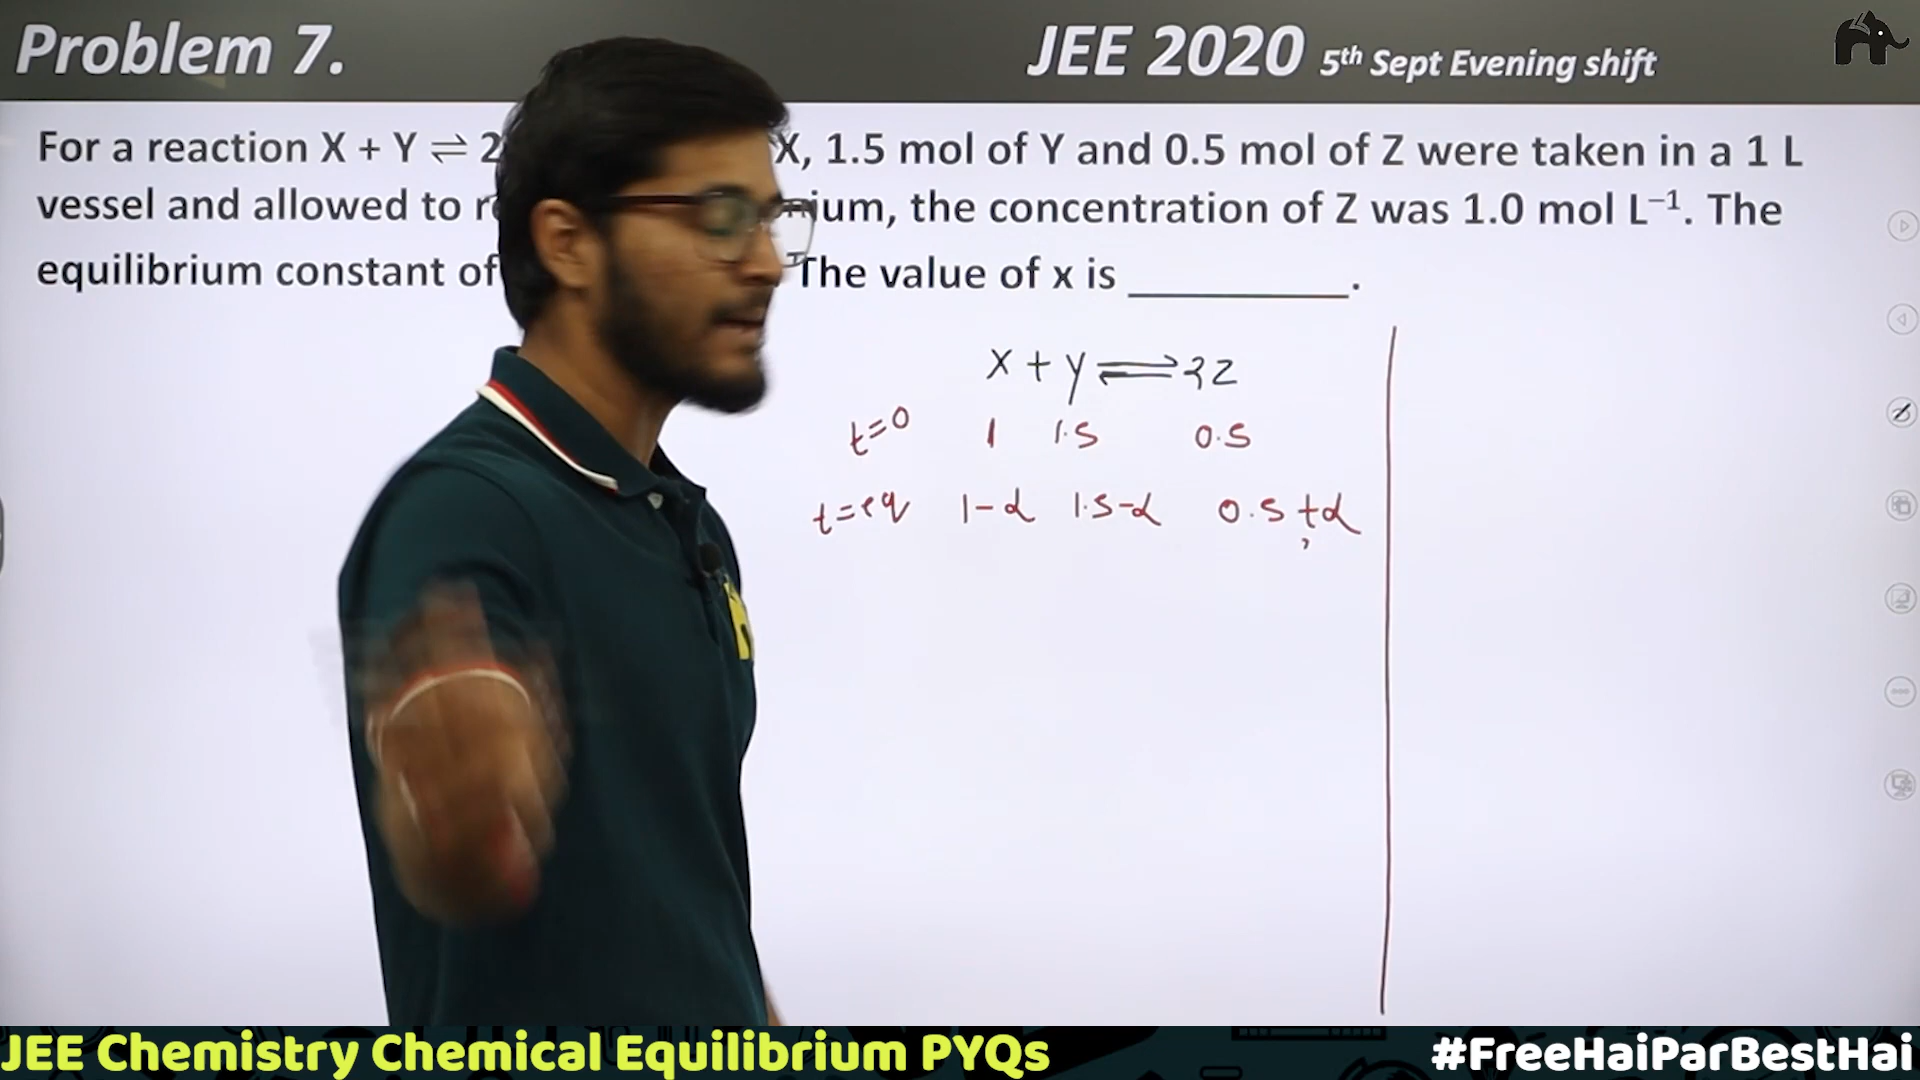 Problem 7.
JEE 2020 5th Sept Evening shift
For a reaction X + Y ⇌ 2 X, 1.5 mol of Y and 0.5 mol of Z were taken in a 1 L
vessel and allowed to ium, the concentration of Z was 1.0 mol L⁻¹. The
equilibrium constant of The value of x is __________.
X + Y ⇌ 2Z
t=0 1 1.5 0.5
t=eq 1-α 1.5-α 0.5+α
JEE Chemistry Chemical Equilibrium PYQs
#FreeHaiParBestHai